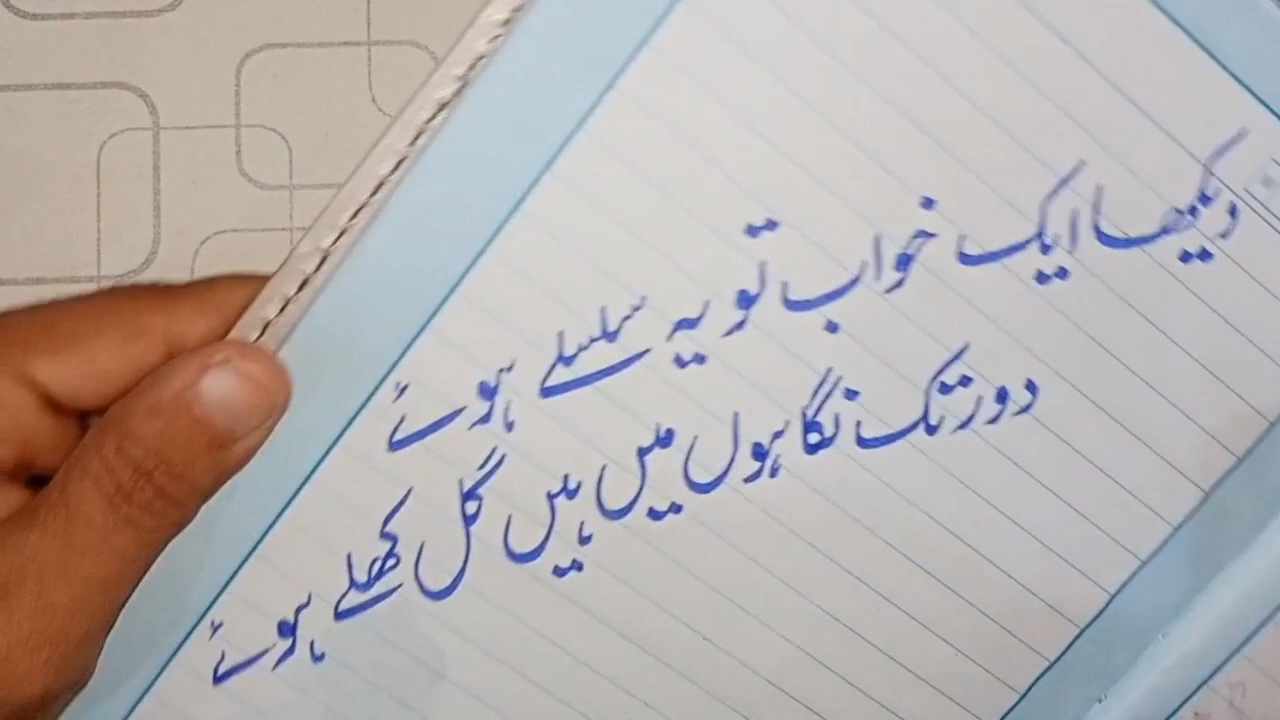 دیکھا ایک خواب تو یہ سلسلے ہوئے
دور تک نگاہوں میں ہیں گل کھلے ہوئے